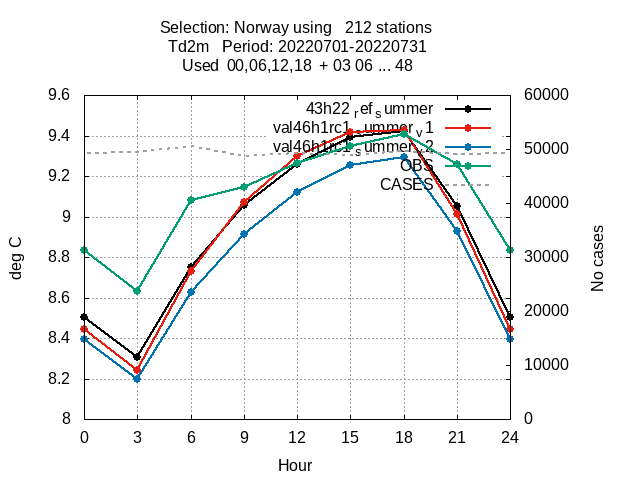 Selection: Norway using   212 stations
Td2m   Period: 20220701-20220731
Used  00,06,12,18  + 03 06 ... 48
9.6
9.4
9.2
9
8.8
8.6
8.4
8.2
8
60000
50000
40000
30000
20000
10000
0
43h22_ref_summer
val46h1rc1_summer_v1
val46h1rc1_summer_v2
OBS
CASES
deg C
No cases
0 3 6 9 12 15 18 21 24
Hour